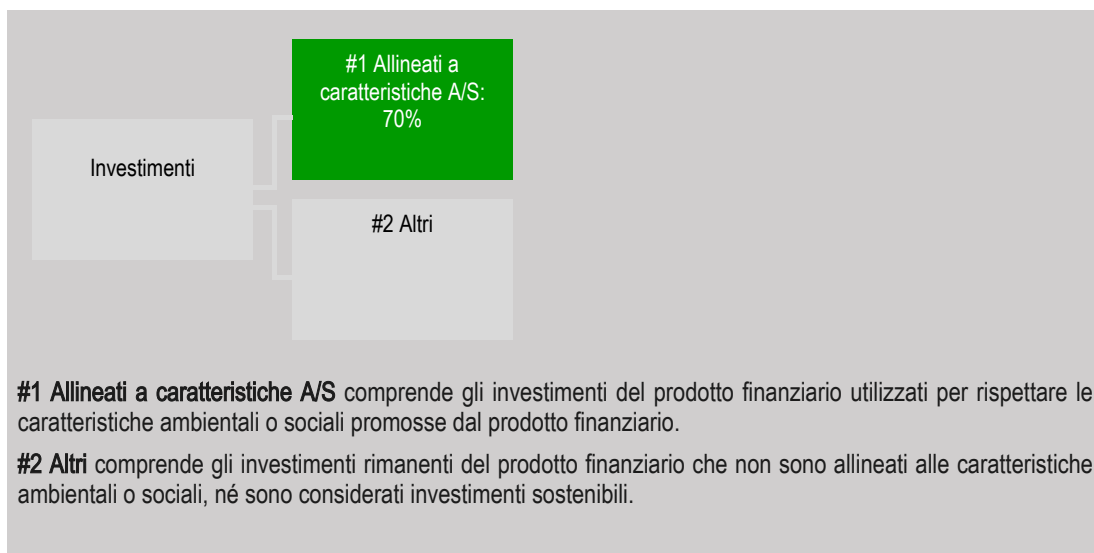 #1 Allineati a
caratteristiche A/S:
70%
Investimenti
#2 Altri
#1 Allineati a caratteristiche A/S comprende gli investimenti del prodotto finanziario utilizzati per rispettare le
caratteristiche ambientali o sociali promosse dal prodotto finanziario.
#2 Altri comprende gli investimenti rimanenti del prodotto finanziario che non sono allineati alle caratteristiche
ambientali o sociali, né sono considerati investimenti sostenibili.